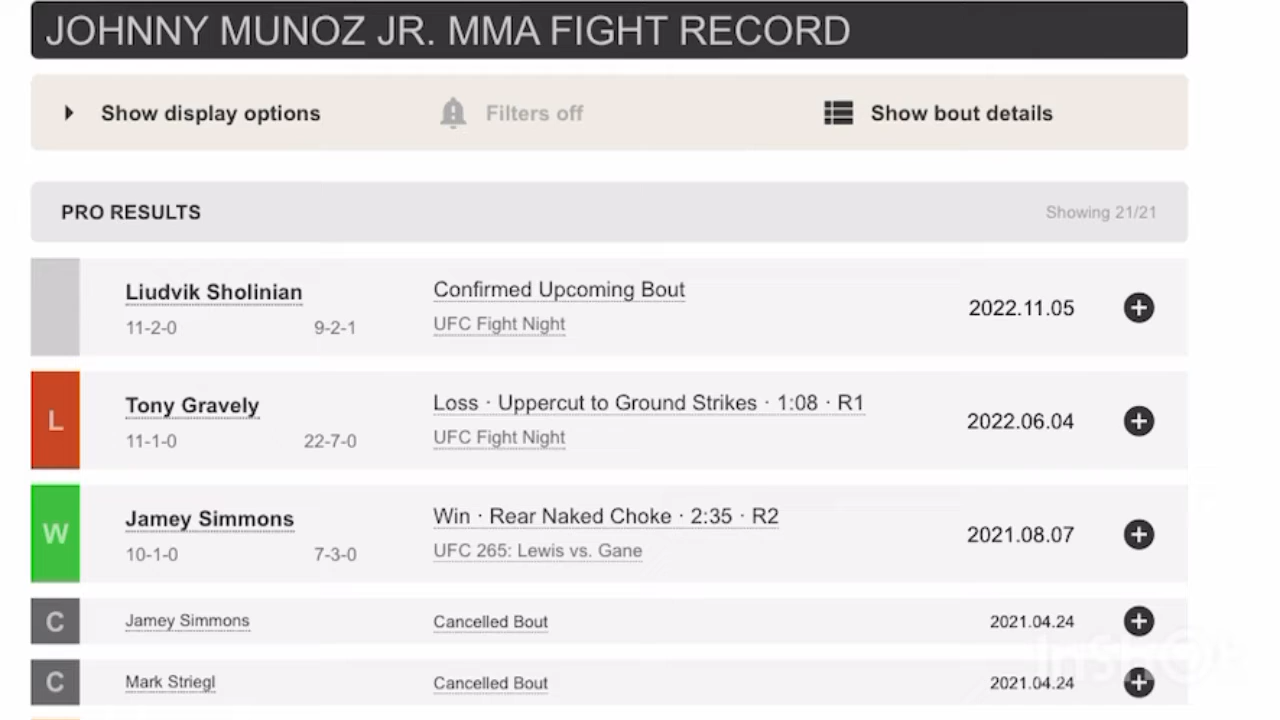 JOHNNY MUNOZ JR. MMA FIGHT RECORD
Show display options Filters off Show bout details
PRO RESULTS Showing 21/21
Liudvik Sholinian Confirmed Upcoming Bout 2022.11.05
11-2-0 9-2-1 UFC Fight Night
L Tony Gravely Loss · Uppercut to Ground Strikes · 1:08 · R1 2022.06.04
11-1-0 22-7-0 UFC Fight Night
W Jamey Simmons Win · Rear Naked Choke · 2:35 · R2 2021.08.07
10-1-0 7-3-0 UFC 265: Lewis vs. Gane
C Jamey Simmons Cancelled Bout 2021.04.24
C Mark Striegl Cancelled Bout 2021.04.24
InShOt